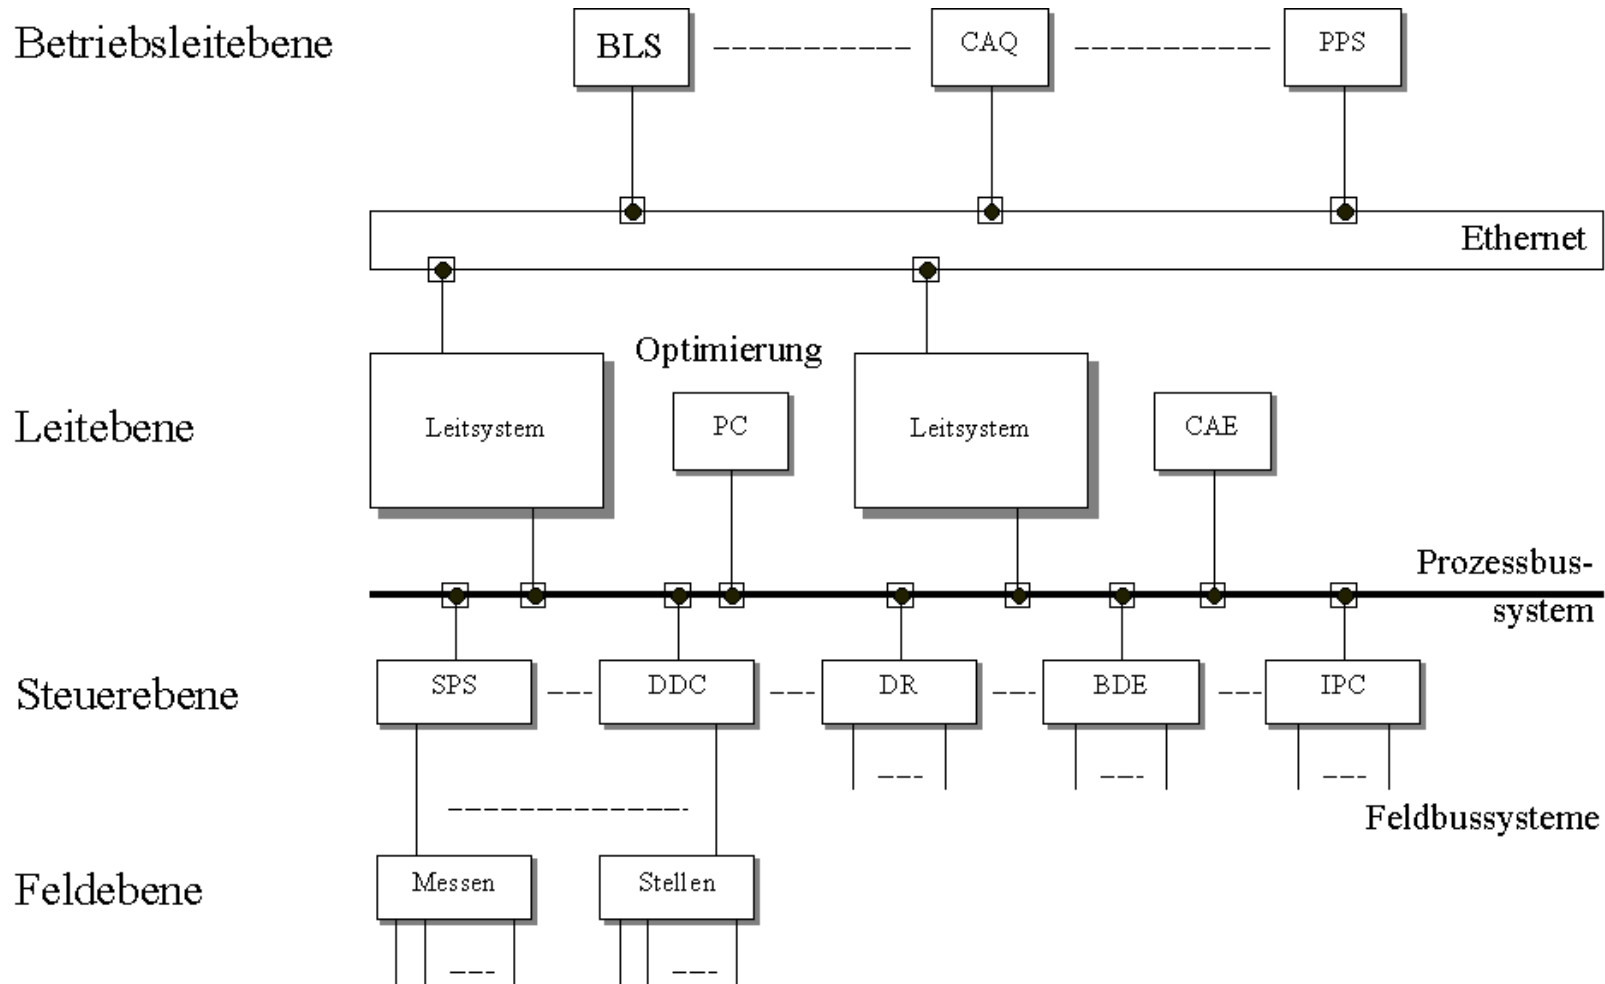 Betriebsleitebene
BLS
CAQ
PPS
Ethernet
Optimierung
Leitebene
Leitsystem
PC
Leitsystem
CAE
Prozessbus-
system
Steuerebene
SPS
DDC
DR
BDE
IPC
Feldbussysteme
Feldebene
Messen
Stellen